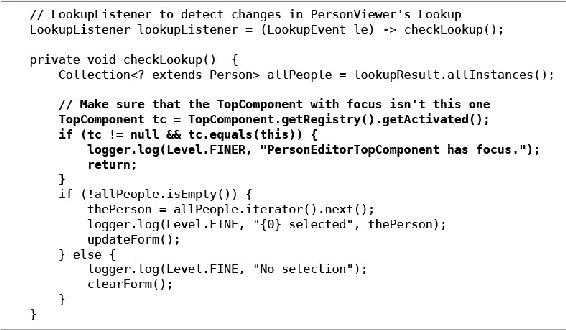 // LookupListener to detect changes in PersonViewer's Lookup
LookupListener lookupListener = (LookupEvent le) -> checkLookup();
private void checkLookup()  {
Collection<? extends Person> allPeople = lookupResult.allInstances();
// Make sure that the TopComponent with focus isn't this one
TopComponent tc = TopComponent.getRegistry().getActivated();
if (tc != null && tc.equals(this)) {
logger.log(Level.FINER, "PersonEditorTopComponent has focus.");
return;
}
if (!allPeople.isEmpty()) {
thePerson = allPeople.iterator().next();
logger.log(Level.FINE, "{0} selected", thePerson);
updateForm();
} else {
logger.log(Level.FINE, "No selection");
clearForm();
}
}